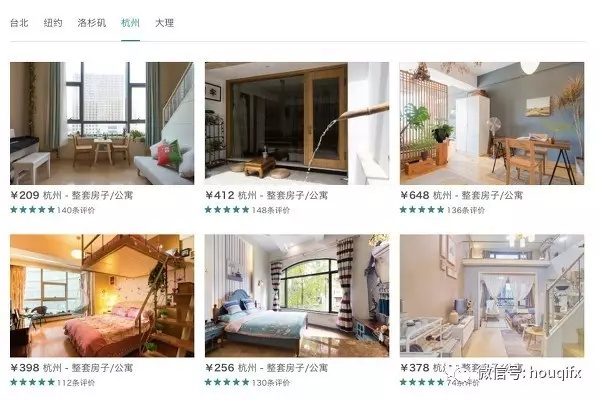 台北 纽约 洛杉矶 杭州 大理
¥209 杭州 - 整套房子/公寓
140条评价
¥412 杭州 - 整套房子/公寓
148条评价
¥648 杭州 - 整套房子/公寓
136条评价
¥398 杭州 - 整套房子/公寓
112条评价
¥256 杭州 - 整套房子/公寓
130条评价
¥378 杭州 - 整套房子/公寓
74条评价
微信号: houqifx